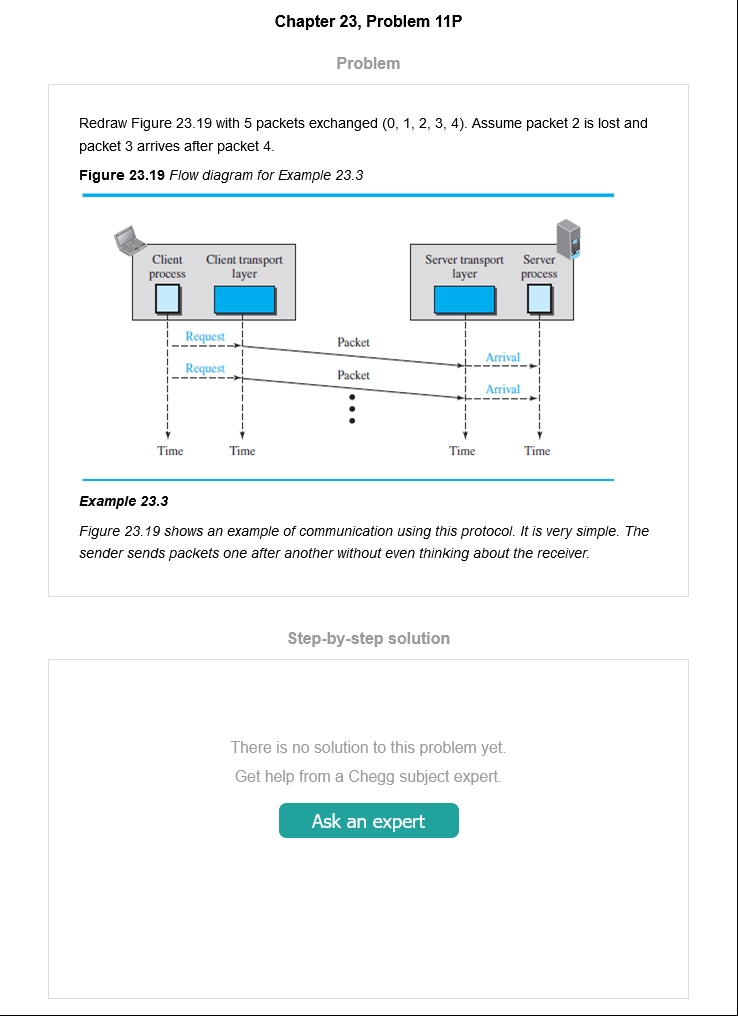 Chapter 23, Problem 11P
Problem
Redraw Figure 23.19 with 5 packets exchanged (0, 1, 2, 3, 4). Assume packet 2 is lost and
packet 3 arrives after packet 4.
Figure 23.19 Flow diagram for Example 23.3
Client
process
Client transport
layer
Server transport
layer
Server
process
Request
Packet
Arrival
Request
Packet
Arrival
Time
Time
Time
Time
Example 23.3
Figure 23.19 shows an example of communication using this protocol. It is very simple. The
sender sends packets one after another without even thinking about the receiver.
Step-by-step solution
There is no solution to this problem yet.
Get help from a Chegg subject expert.
Ask an expert